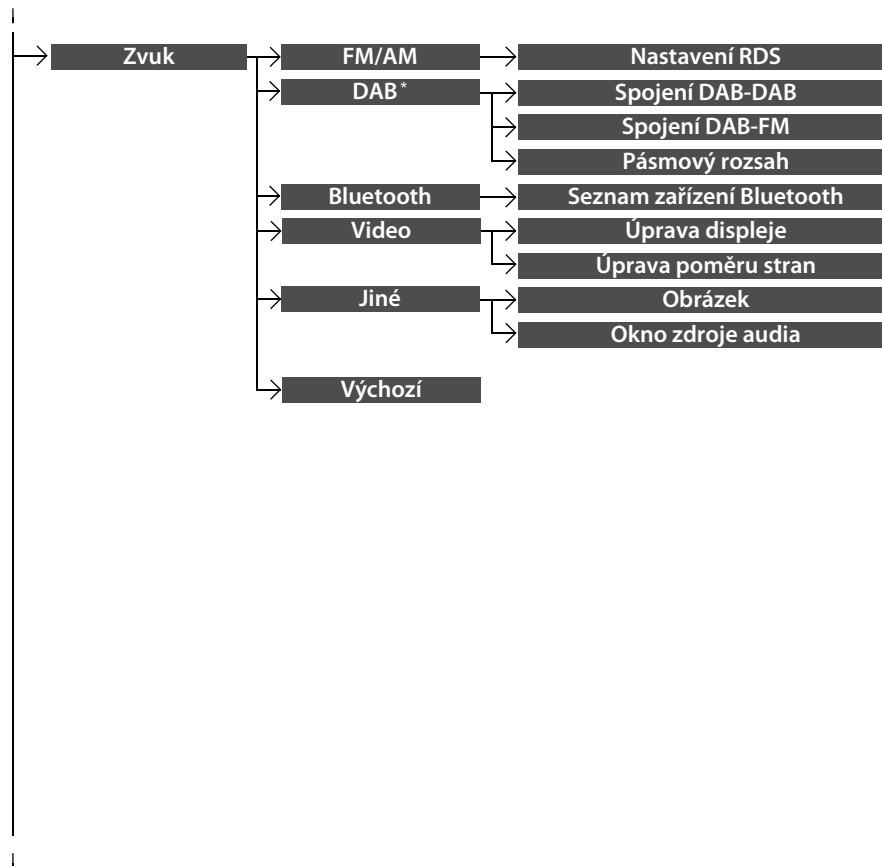 Zvuk FM/AM Nastavení RDS
DAB* Spojení DAB-DAB
Spojení DAB-FM
Pásmový rozsah
Bluetooth Seznam zařízení Bluetooth
Video Úprava displeje
Úprava poměru stran
Jiné Obrázek
Okno zdroje audia
Výchozí